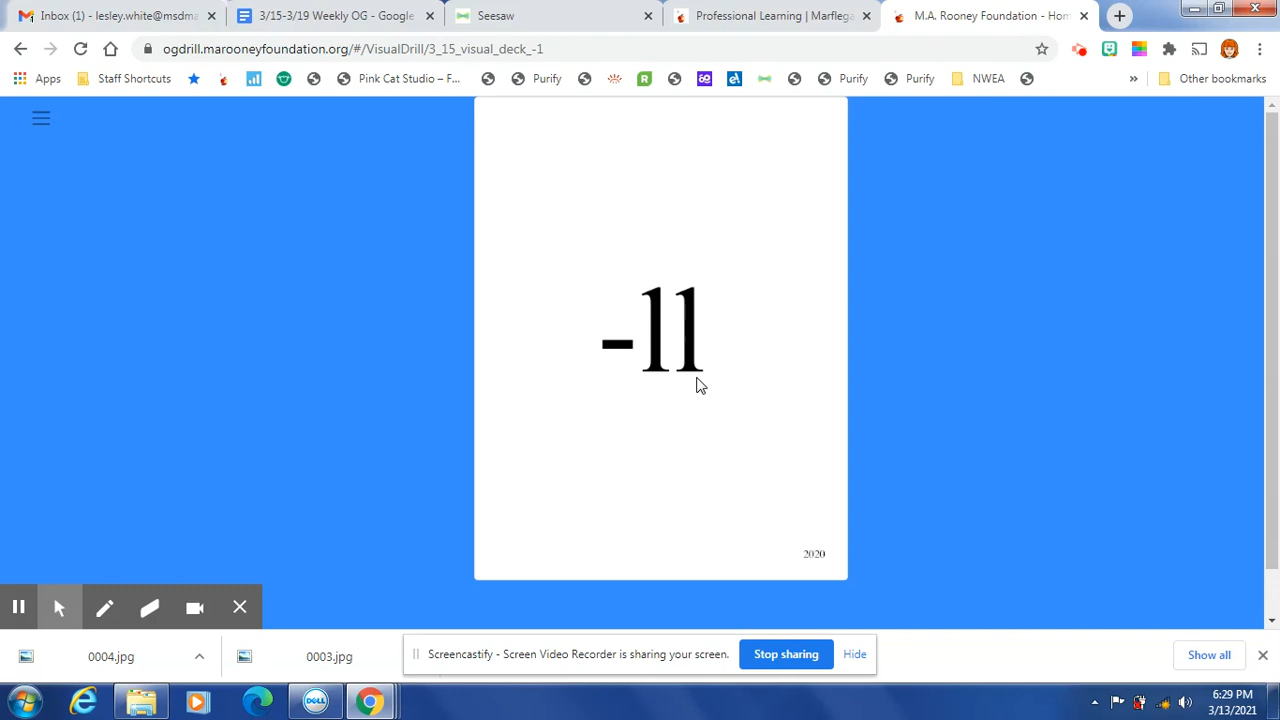 Inbox (1) - lesley.white@msdm
3/15-3/19 Weekly OG - Google
Seesaw
Professional Learning | Marflega
M.A. Rooney Foundation - Hom
ogdrill.marooneyfoundation.org/#/VisualDrill/3_15_visual_deck_-1
Apps
Staff Shortcuts
Pink Cat Studio – F...
Purify
R
Purify
Purify
NWEA
»
Other bookmarks
-ll
2020
0004.jpg
0003.jpg
Screencastify - Screen Video Recorder is sharing your screen.
Stop sharing
Hide
Show all
DELL
6:29 PM
3/13/2021